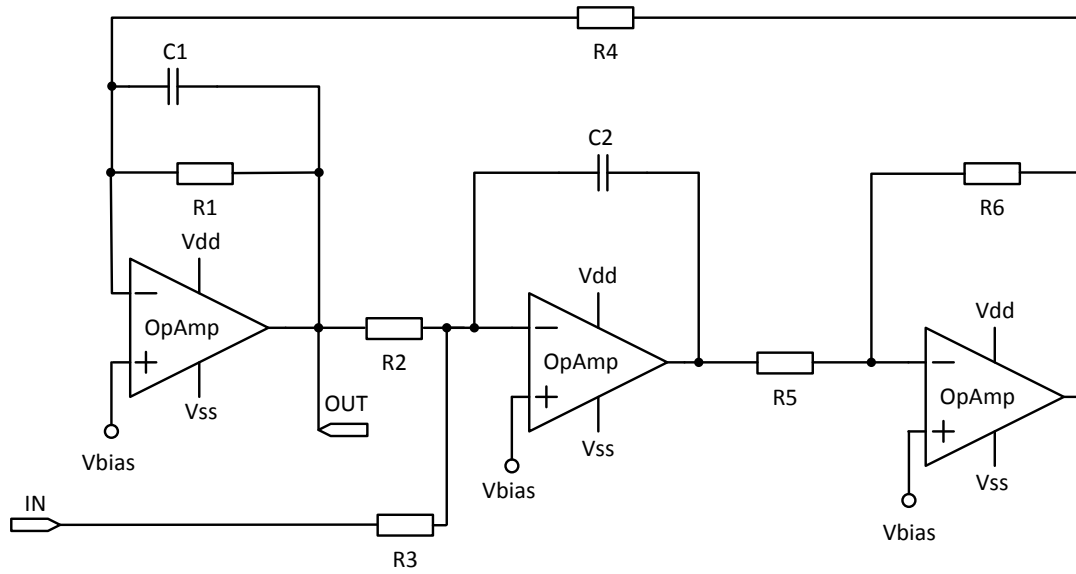 R4
C1
C2
R1
R6
Vdd
Vdd
Vdd
OpAmp
OpAmp
OpAmp
R2
R5
Vss
OUT
Vss
Vss
Vbias
Vbias
Vbias
IN
R3